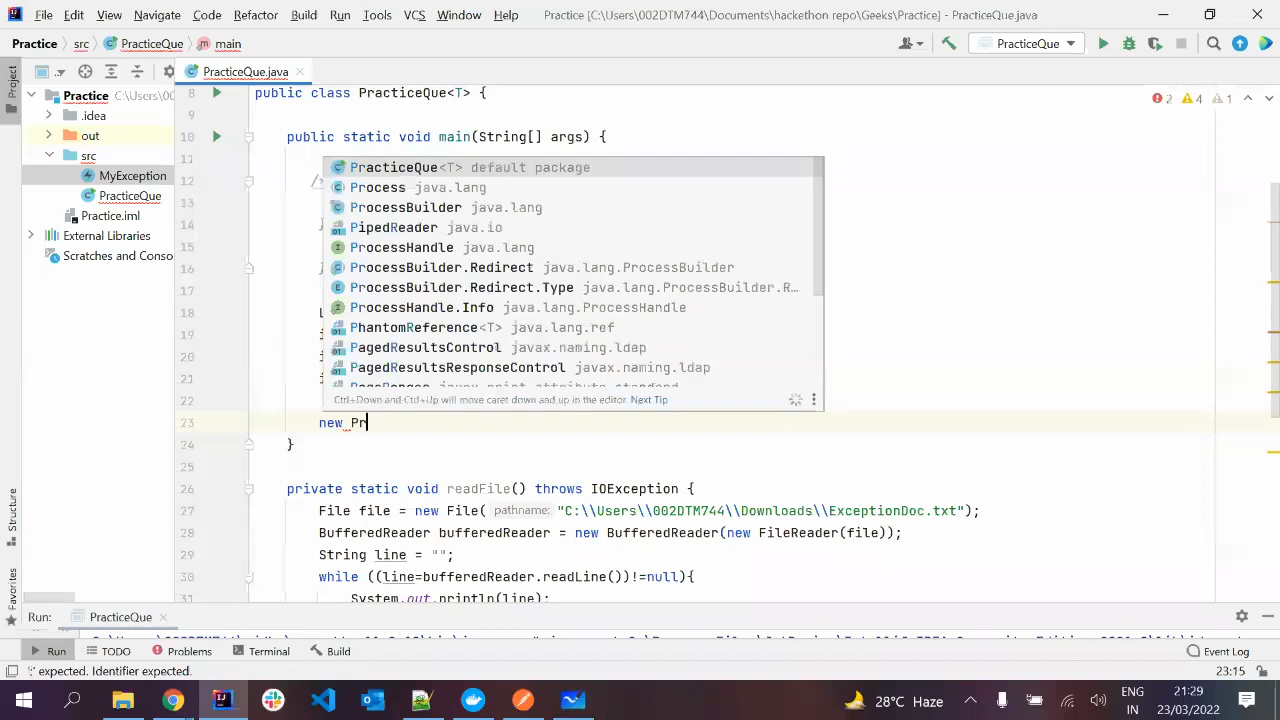 File Edit View Navigate Code Refactor Build Run Tools VCS Window Help Practice [C:\Users\002DTM744\Documents\hackethon repo\Geeks\Practice] - PracticeQue.java
Practice src PracticeQue main PracticeQue
Project
PracticeQue.java
Practice C:\Users\00
.idea
out
src
MyException
PracticeQue
Practice.iml
External Libraries
Scratches and Conso
2 4 1
8 public class PracticeQue<T> {
9
10 public static void main(String[] args) {
11
12
13
14
15
16
17
18
19
20
21
22
PracticeQue<T> default package
Process java.lang
ProcessBuilder java.lang
PipedReader java.io
ProcessHandle java.lang
ProcessBuilder.Redirect java.lang.ProcessBuilder
ProcessBuilder.Redirect.Type java.lang.ProcessBuilder.R…
ProcessHandle.Info java.lang.ProcessHandle
PhantomReference<T> java.lang.ref
PagedResultsControl javax.naming.ldap
PagedResultsResponseControl javax.naming.ldap
Ctrl+Down and Ctrl+Up will move caret down and up in the editor Next Tip
23 new Pr
24 }
25
26 private static void readFile() throws IOException {
27 File file = new File( pathname: "C:\\Users\\002DTM744\\Downloads\\ExceptionDoc.txt");
28 BufferedReader bufferedReader = new BufferedReader(new FileReader(file));
29 String line = "";
30 while ((line=bufferedReader.readLine())!=null){
31 System.out.println(line);
Structure
Favorites
Run: PracticeQue
Run TODO Problems Terminal Build Event Log
';' expected. Identifier expected. 23:15
28°C Haze ENG IN 21:29 23/03/2022